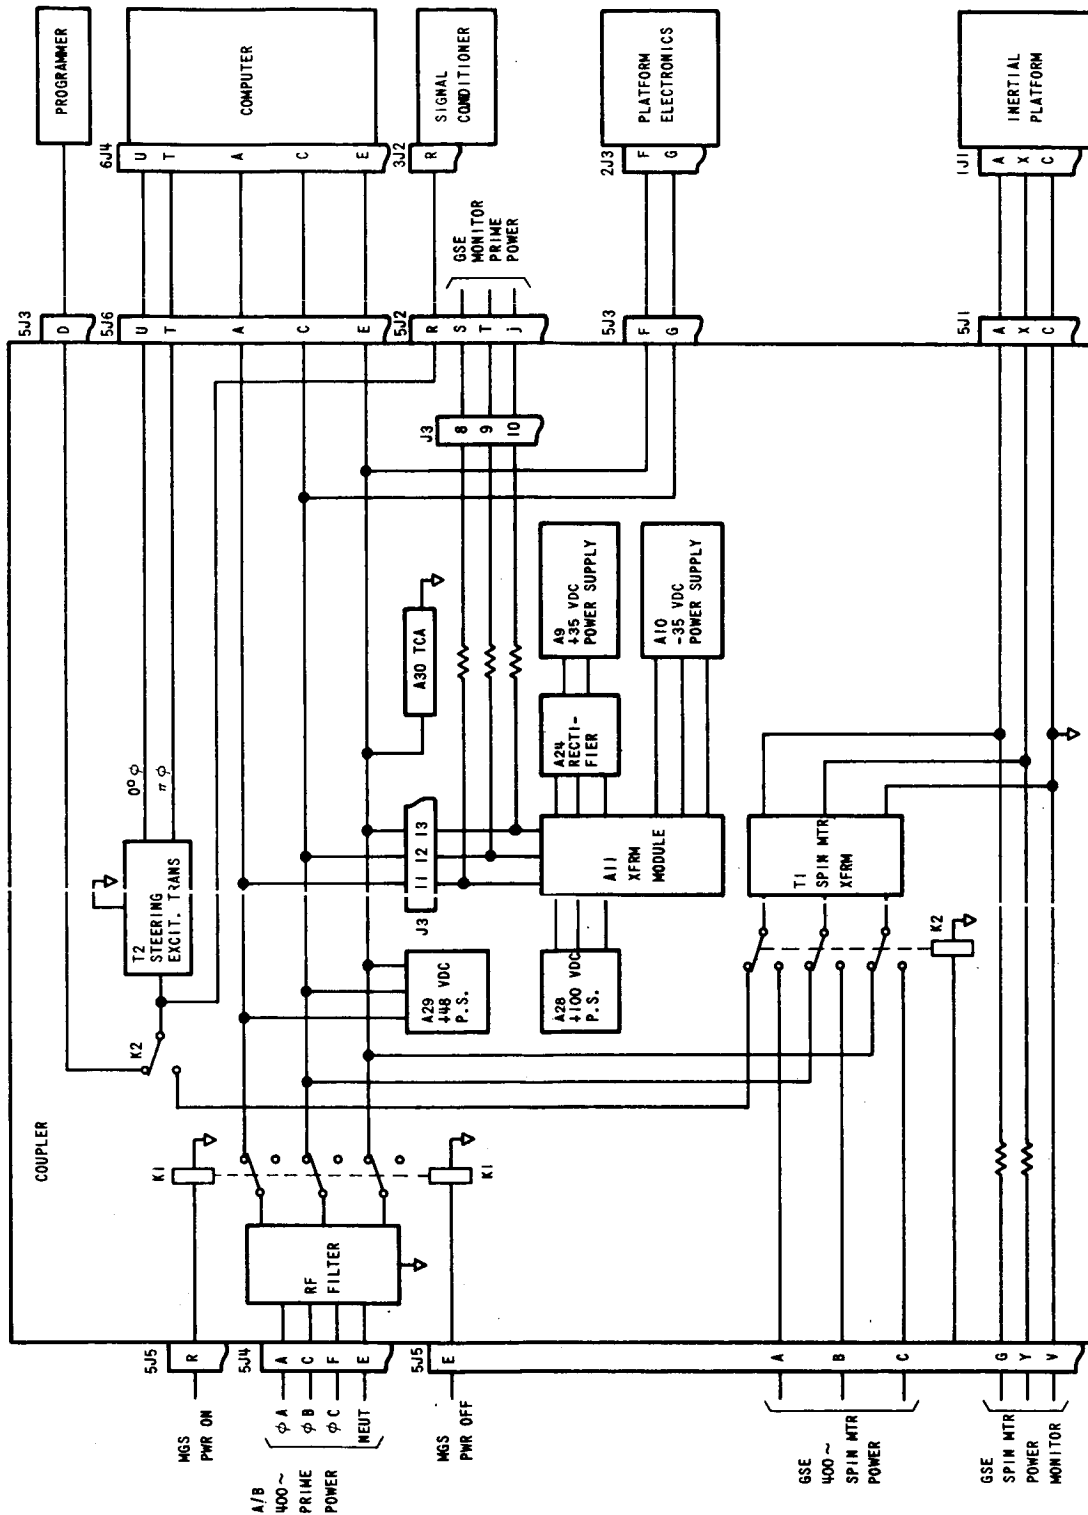 PROGRAMMER
COMPUTER
SIGNAL
CONDITIONER
PLATFORM
ELECTRONICS
INERTIAL
PLATFORM
6J4
U
T
A
C
E
3J2
R
2J3
F
G
1J1
A
X
C
GSE
MONITOR
PRIME
POWER
5J3
D
5J6
U
T
A
C
E
5J2
R
S
T
j
5J3
F
G
5J1
A
X
C
J3
8
9
10
0° φ
π φ
A30 TCA
A9
+35 VDC
POWER SUPPLY
A10
-35 VDC
POWER SUPPLY
A24
RECTI-
FIER
T2
STEERING
EXCIT. TRANS
J3
11 12 13
A11
XFRM
MODULE
T1
SPIN MTR
XFRM
K2
A29
+48 VDC
P.S.
A28
+100 VDC
P.S.
K2
COUPLER
K1
K1
RF
FILTER
5J5
R
5J4
A
C
F
E
5J5
E
A
B
C
G
Y
V
MGS
PWR ON
A/B
400~
PRIME
POWER
φ A
φ B
φ C
NEUT
MGS
PWR OFF
GSE
400~
SPIN MTR
POWER
GSE
SPIN MTR
POWER
MONITOR